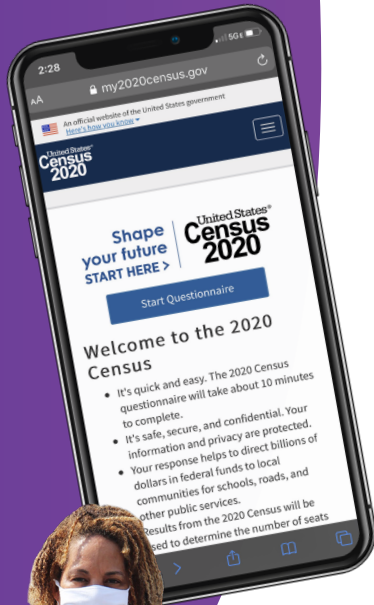 2:28
5G
AA my2020census.gov
An official website of the United States government
Here's how you know
United States®
Census
2020
Shape
your future
START HERE >
United States®
Census
2020
Start Questionnaire
Welcome to the 2020
Census
• It's quick and easy. The 2020 Census
questionnaire will take about 10 minutes
to complete.
• It's safe, secure, and confidential. Your
information and privacy are protected.
• Your response helps to direct billions of
dollars in federal funds to local
communities for schools, roads, and
other public services.
Results from the 2020 Census will be
used to determine the number of seats